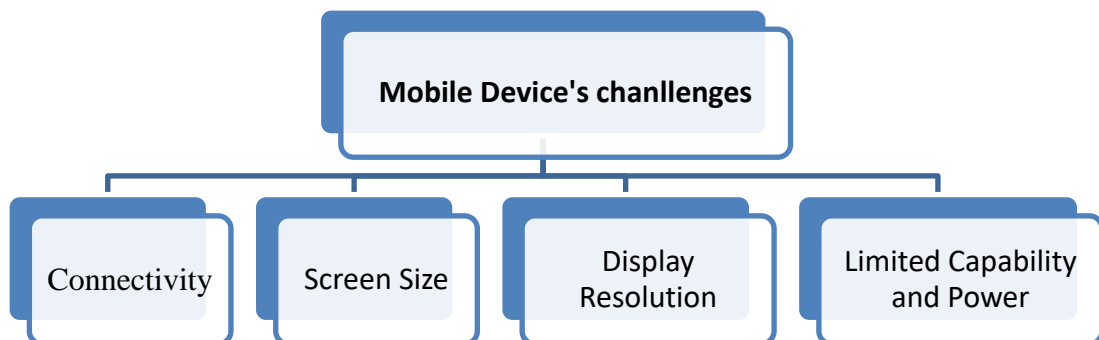 Mobile Device's chanllenges
Connectivity
Screen Size
Display
Resolution
Limited Capability
and Power